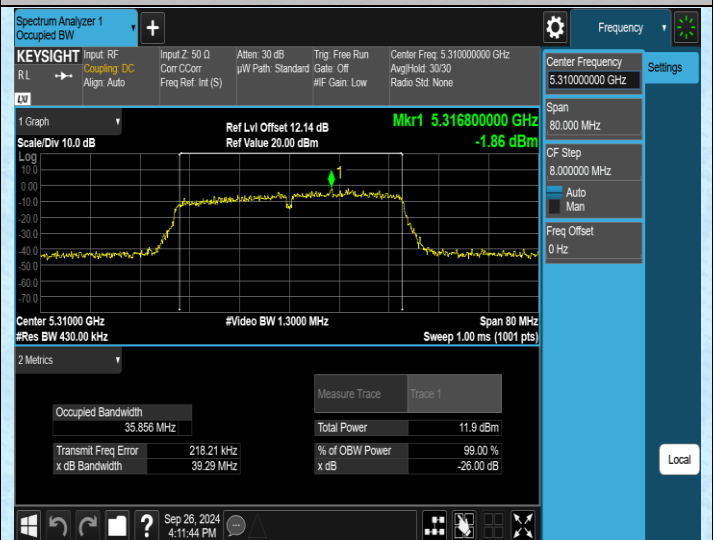 Spectrum Analyzer 1
Occupied BW
+
Frequency
KEYSIGHT
RL
LXI
Input: RF
Coupling: DC
Align: Auto
Input Z: 50 Ω
Corr CCorr
Freq Ref: Int (S)
Atten: 30 dB
µW Path: Standard
Trig: Free Run
Gate: Off
#IF Gain: Low
Center Freq: 5.310000000 GHz
Avg|Hold: 30/30
Radio Std: None
Center Frequency
5.310000000 GHz
Settings
Span
80.000 MHz
CF Step
8.000000 MHz
Auto
Man
Freq Offset
0 Hz
1 Graph
Scale/Div 10.0 dB
Ref Lvl Offset 12.14 dB
Ref Value 20.00 dBm
Mkr1 5.316800000 GHz
-1.86 dBm
Log
10.0
0.00
-10.0
-20.0
-30.0
-40.0
-50.0
-60.0
-70.0
1
Center 5.31000 GHz
#Res BW 430.00 kHz
#Video BW 1.3000 MHz
Span 80 MHz
Sweep 1.00 ms (1001 pts)
2 Metrics
Measure Trace Trace 1
Occupied Bandwidth
35.856 MHz
Total Power 11.9 dBm
Transmit Freq Error 218.21 kHz
% of OBW Power 99.00 %
x dB Bandwidth 39.29 MHz
x dB -26.00 dB
Local
?
Sep 26, 2024
4:11:44 PM